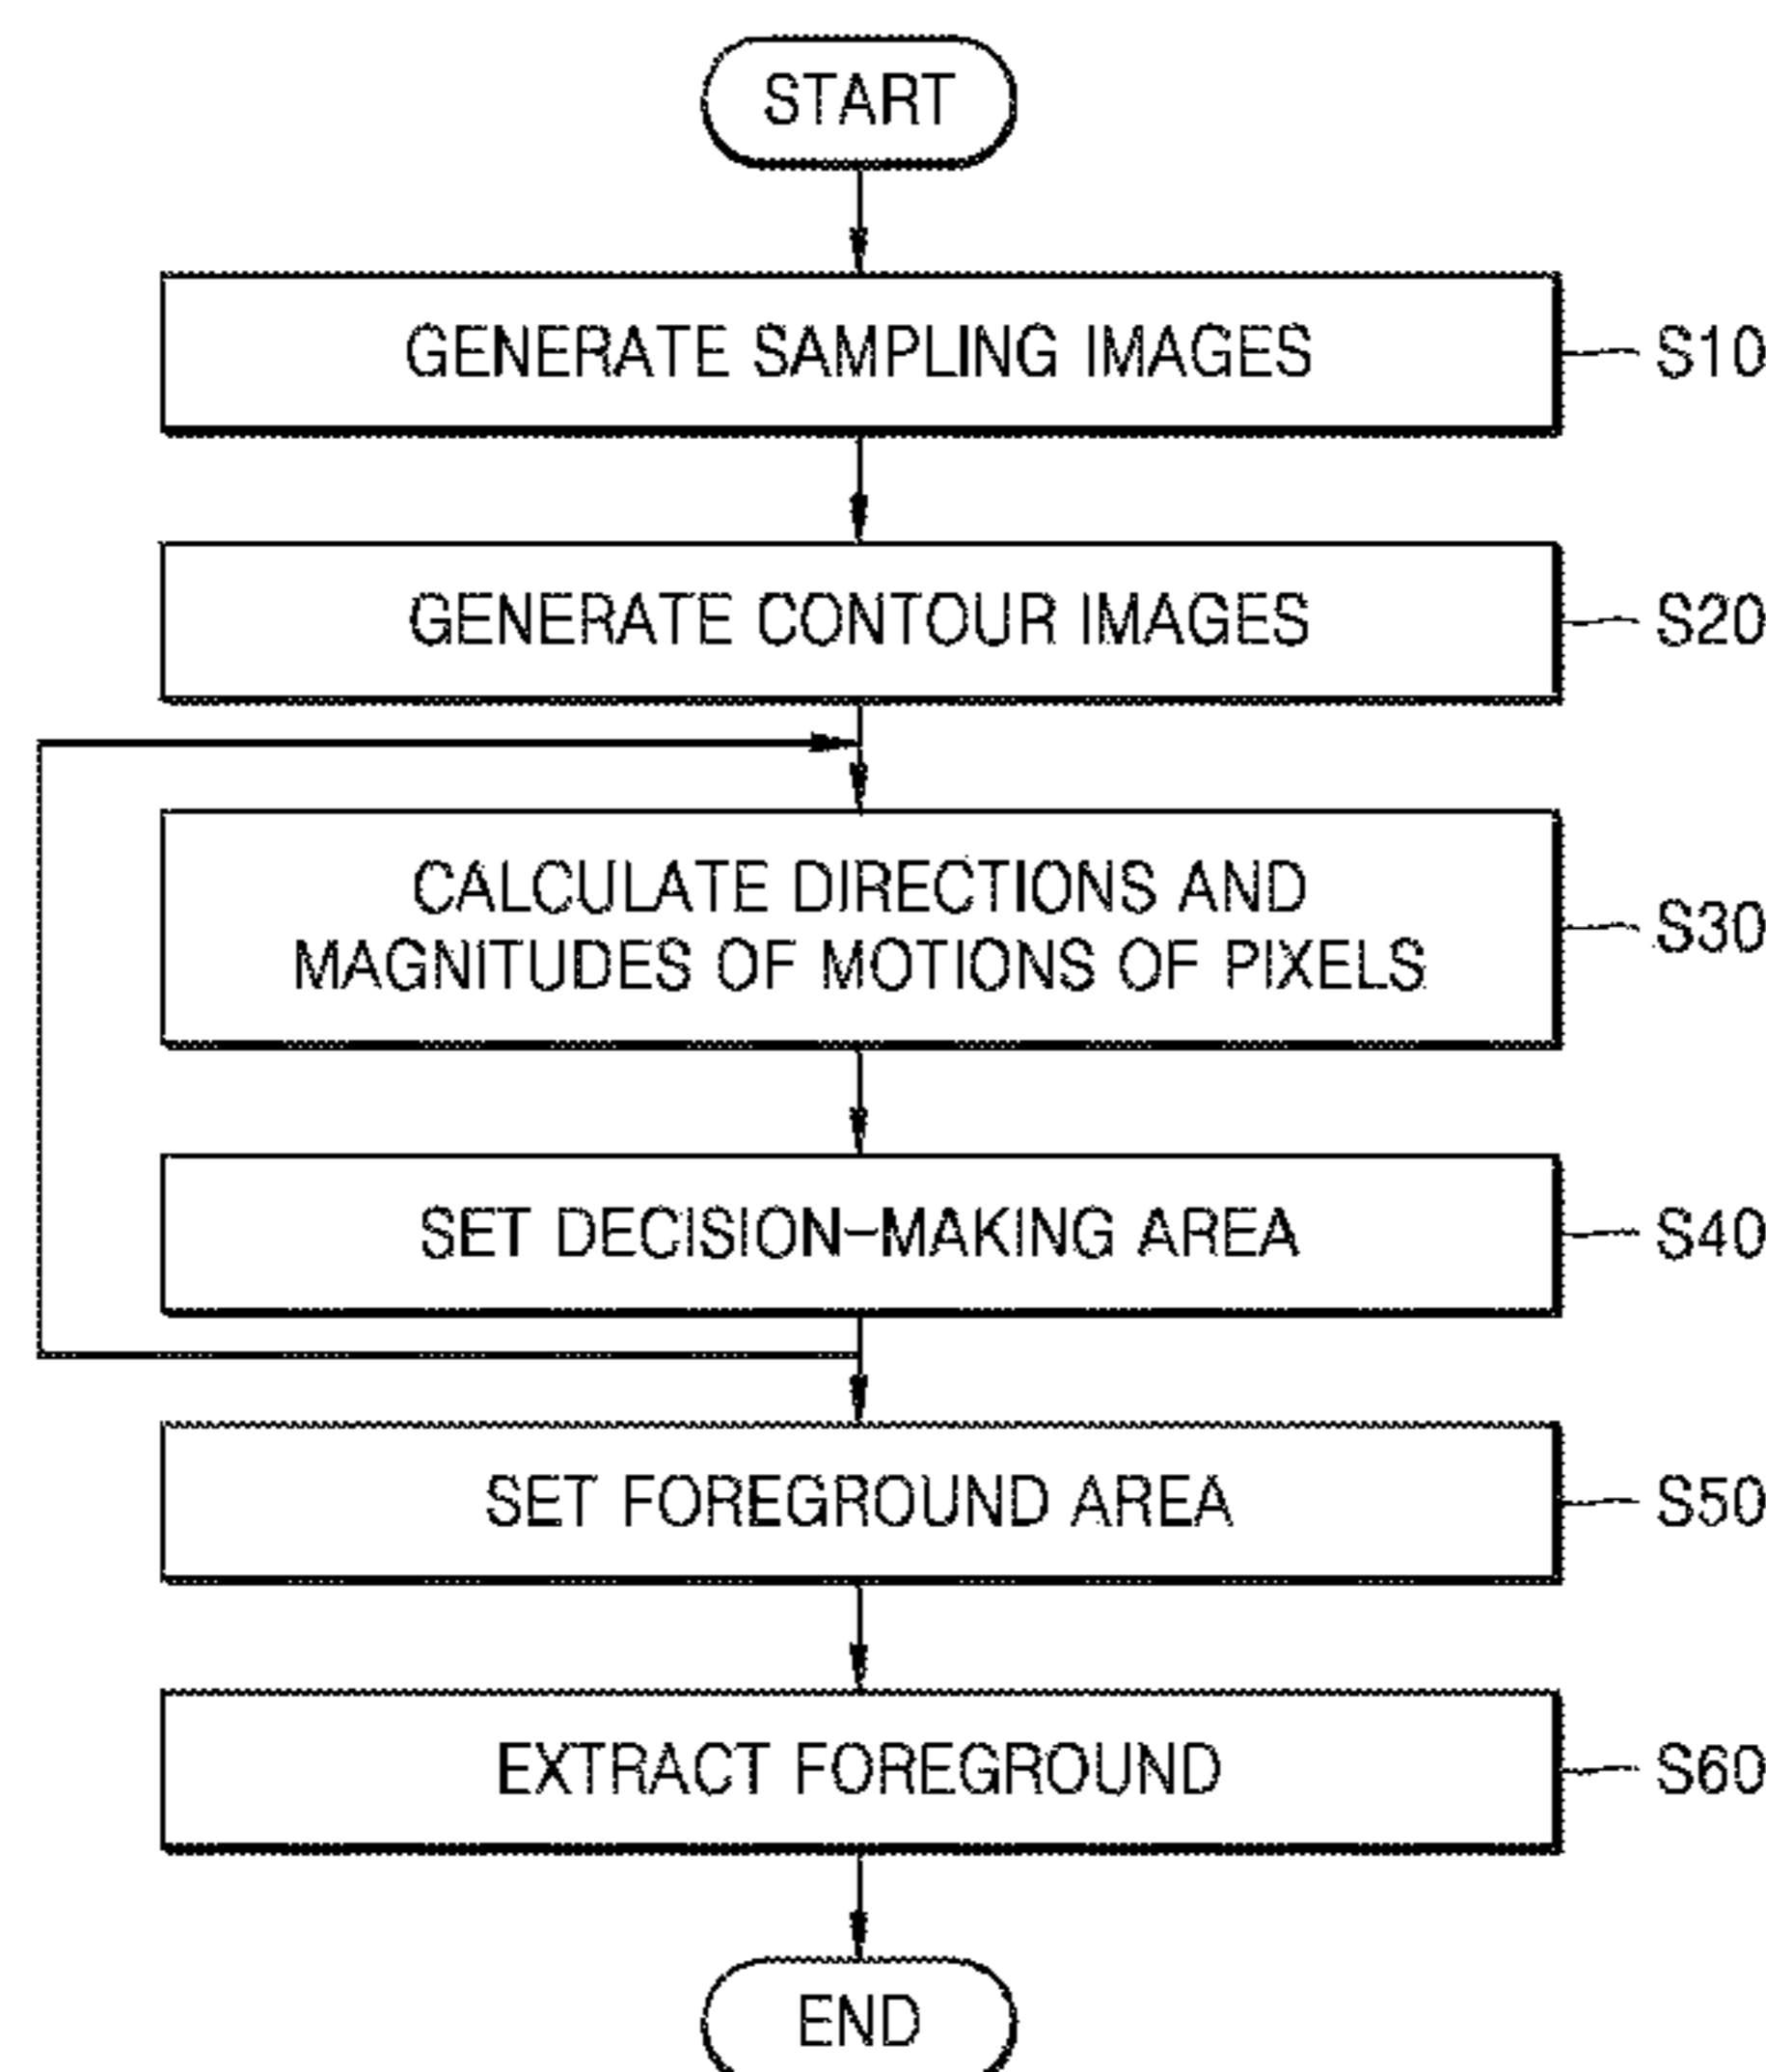 START
GENERATE SAMPLING IMAGES
S10
GENERATE CONTOUR IMAGES
S20
CALCULATE DIRECTIONS AND
MAGNITUDES OF MOTIONS OF PIXELS
S30
SET DECISION-MAKING AREA
S40
SET FOREGROUND AREA
S50
EXTRACT FOREGROUND
S60
END